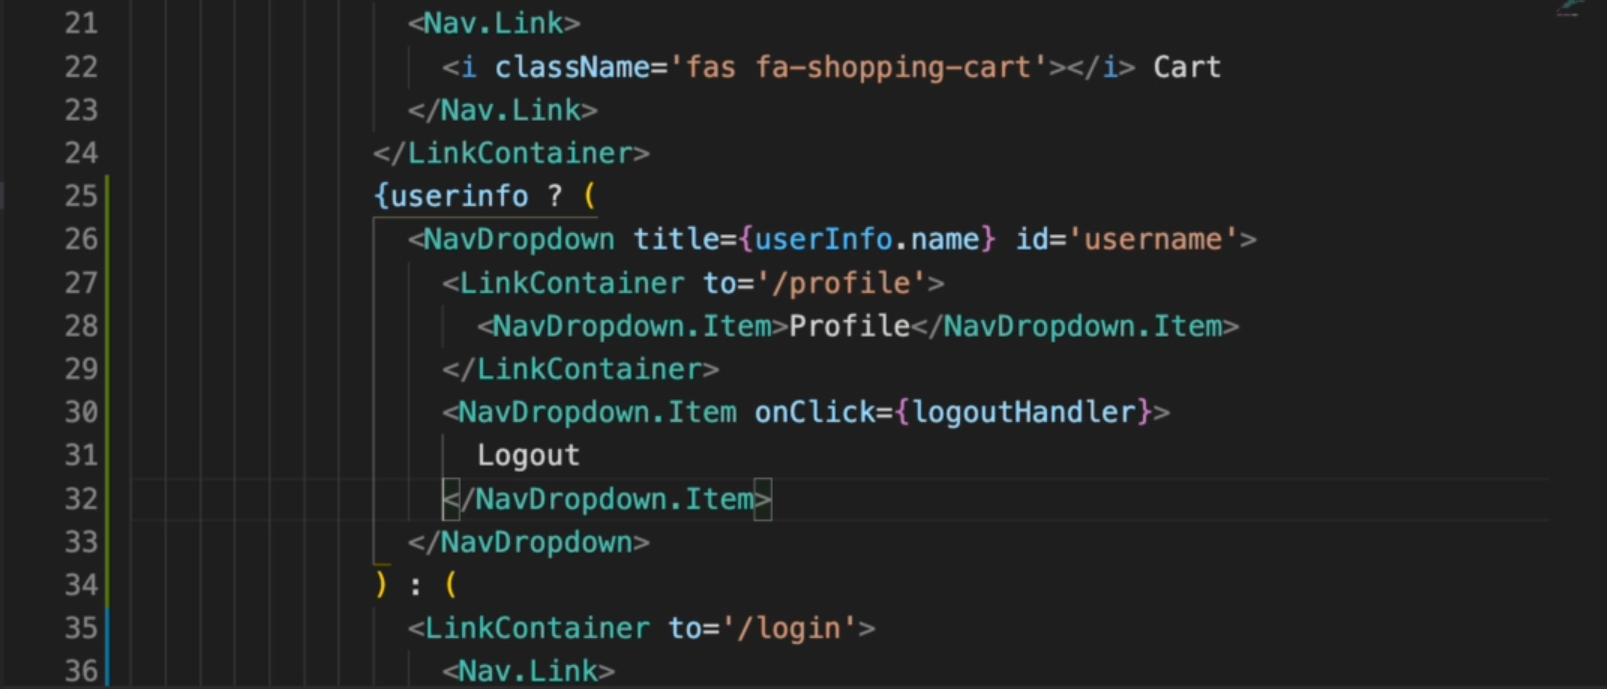 21 <Nav.Link>
22 <i className='fas fa-shopping-cart'></i> Cart
23 </Nav.Link>
24 </LinkContainer>
25 {userinfo ? (
26 <NavDropdown title={userInfo.name} id='username'>
27 <LinkContainer to='/profile'>
28 <NavDropdown.Item>Profile</NavDropdown.Item>
29 </LinkContainer>
30 <NavDropdown.Item onClick={logoutHandler}>
31 Logout
32 </NavDropdown.Item>
33 </NavDropdown>
34 ) : (
35 <LinkContainer to='/login'>
36 <Nav.Link>